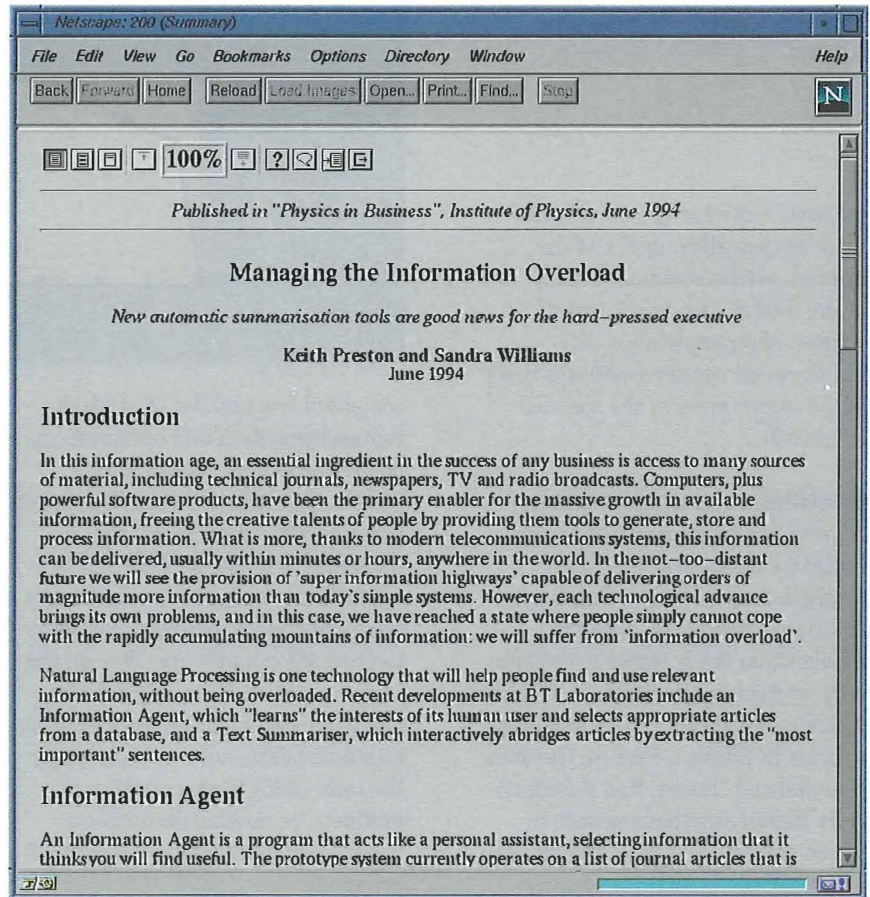 Netscape: 200 (Summary)
File Edit View Go Bookmarks Options Directory Window Help
Back Forward Home Reload Load Images Open... Print... Find... Stop N
100% ?
Published in "Physics in Business", Institute of Physics, June 1994
Managing the Information Overload
New automatic summarisation tools are good news for the hard-pressed executive
Keith Preston and Sandra Williams
June 1994
Introduction
In this information age, an essential ingredient in the success of any business is access to many sources
of material, including technical journals, newspapers, TV and radio broadcasts. Computers, plus
powerful software products, have been the primary enabler for the massive growth in available
information, freeing the creative talents of people by providing them tools to generate, store and
process information. What is more, thanks to modern telecommunications systems, this information
can be delivered, usually within minutes or hours, anywhere in the world. In the not-too-distant
future we will see the provision of 'super information highways' capable of delivering orders of
magnitude more information than today's simple systems. However, each technological advance
brings its own problems, and in this case, we have reached a state where people simply cannot cope
with the rapidly accumulating mountains of information: we will suffer from 'information overload'.
Natural Language Processing is one technology that will help people find and use relevant
information, without being overloaded. Recent developments at BT Laboratories include an
Information Agent, which "learns" the interests of its human user and selects appropriate articles
from a database, and a Text Summariser, which interactively abridges articles by extracting the "most
important" sentences.
Information Agent
An Information Agent is a program that acts like a personal assistant, selecting information that it
thinks you will find useful. The prototype system currently operates on a list of journal articles that is